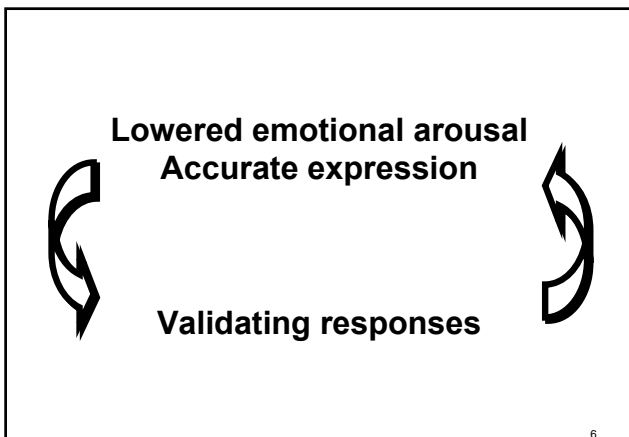 Lowered emotional arousal
Accurate expression
Validating responses
6